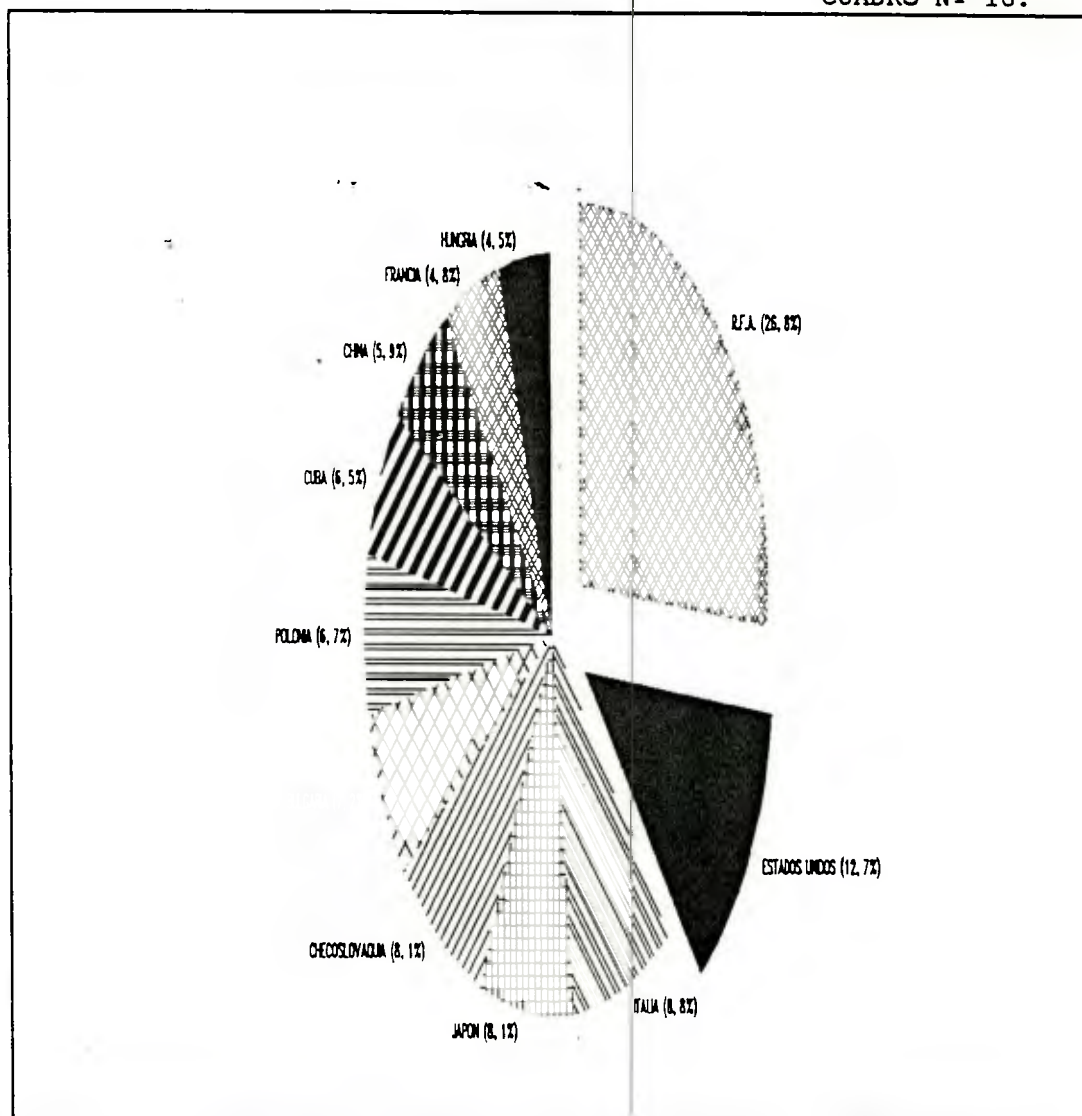 CUADRO Nº 16.
HUNGRIA (4, 5%)
FRANCIA (4, 8%)
R.F.A. (26, 8%)
CHINA (5, 9%)
CUBA (6, 5%)
POLONIA (6, 7%)
ESTADOS UNIDOS (12, 7%)
CHECOSLOVAQUIA (8, 1%)
ITALIA (8, 8%)
JAPON (8, 1%)